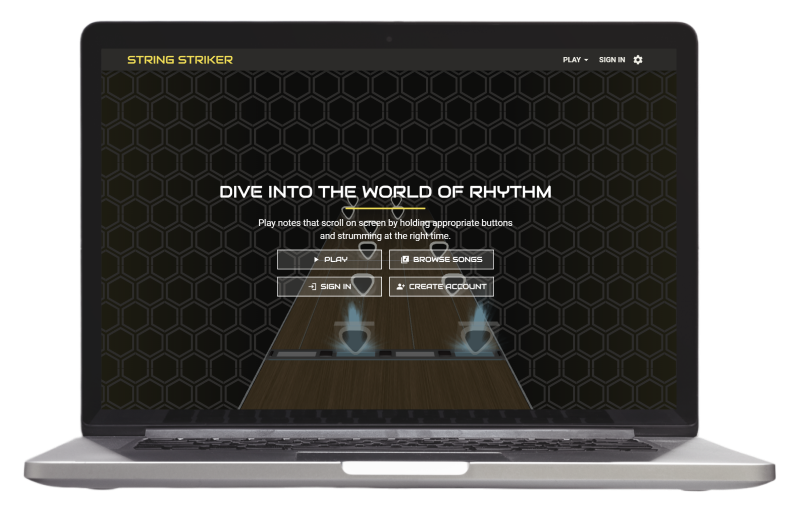 STRING STRIKER
PLAY
SIGN IN
DIVE INTO THE WORLD OF RHYTHM
Play notes that scroll on screen by holding appropriate buttons
and strumming at the right time.
PLAY
BROWSE SONGS
SIGN IN
CREATE ACCOUNT